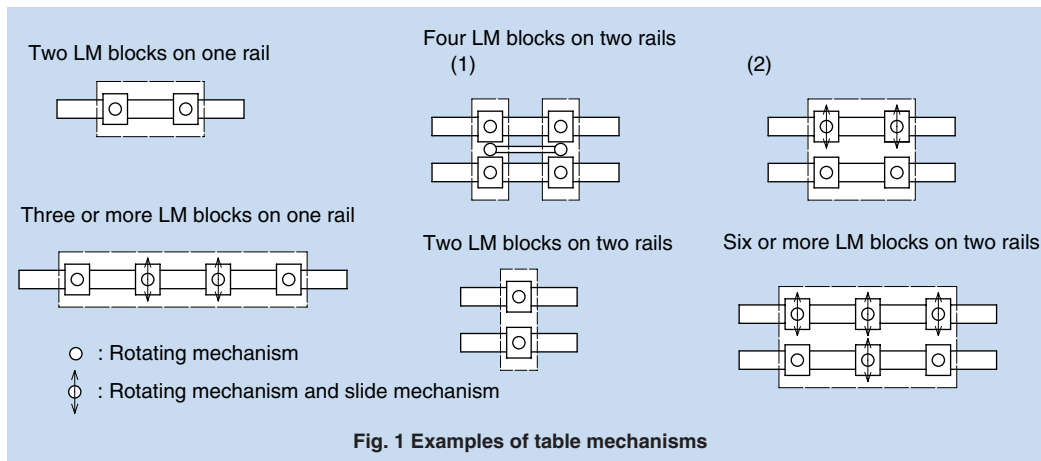 Two LM blocks on one rail
Four LM blocks on two rails
(1)
(2)
Three or more LM blocks on one rail
Two LM blocks on two rails
Six or more LM blocks on two rails
: Rotating mechanism
: Rotating mechanism and slide mechanism
Fig. 1 Examples of table mechanisms